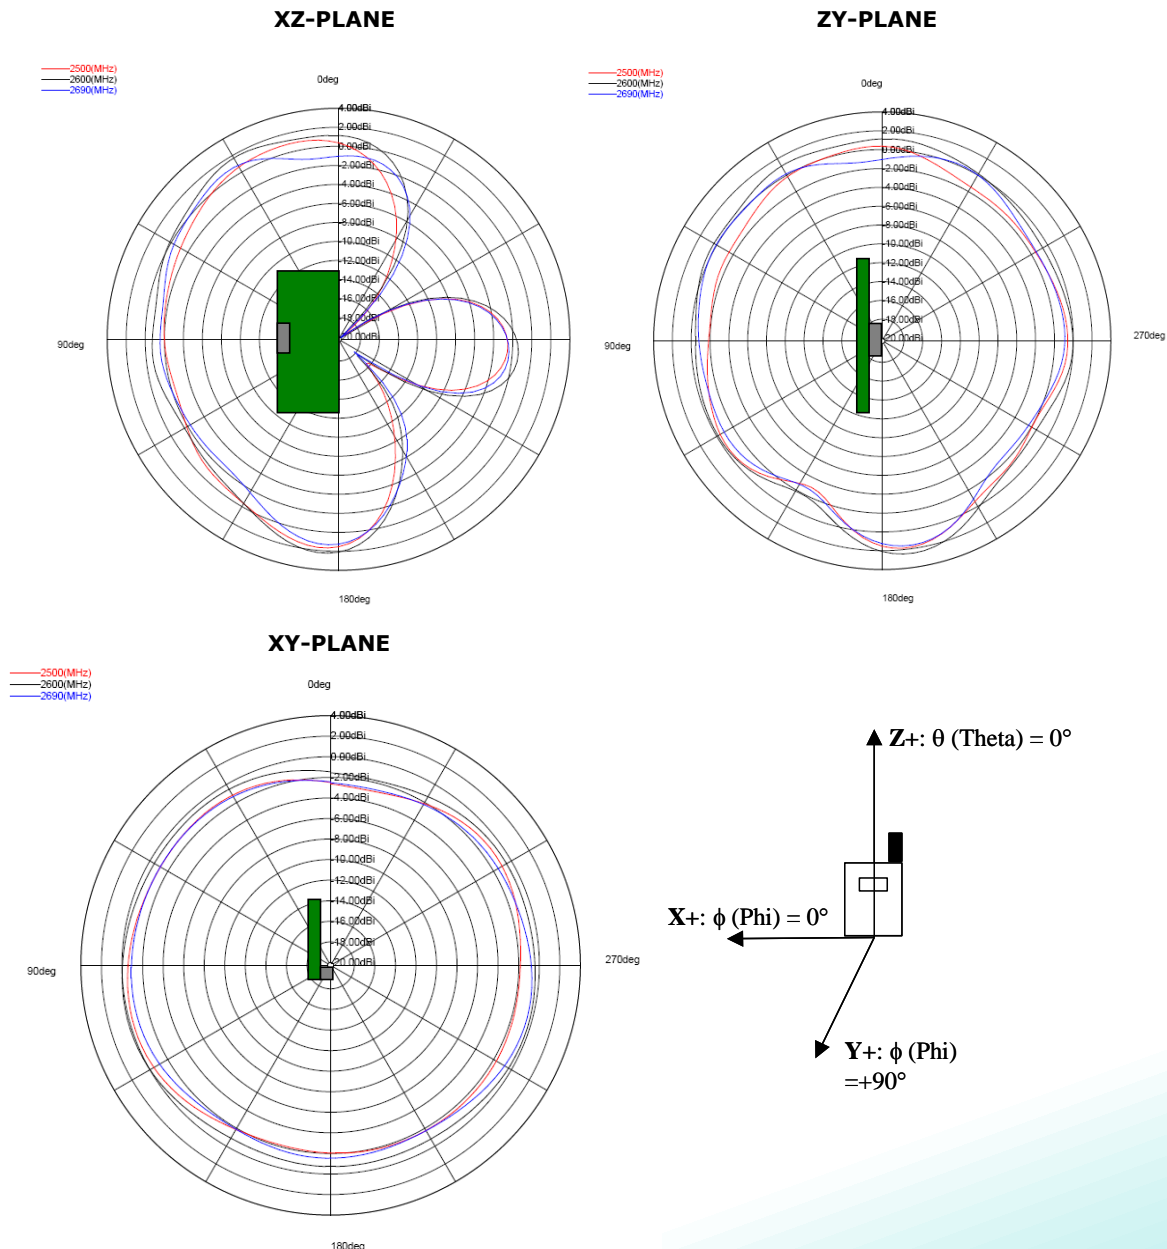 XZ-PLANE
2500(MHz)
2600(MHz)
2690(MHz)
0deg
4.00dBi
2.00dBi
0.00dBi
-2.00dBi
-4.00dBi
-6.00dBi
-8.00dBi
-10.00dBi
-12.00dBi
-14.00dBi
-16.00dBi
-18.00dBi
-20.00dBi
90deg
180deg
ZY-PLANE
2500(MHz)
2600(MHz)
2690(MHz)
0deg
4.00dBi
2.00dBi
0.00dBi
-2.00dBi
-4.00dBi
-6.00dBi
-8.00dBi
-10.00dBi
-12.00dBi
-14.00dBi
-16.00dBi
-18.00dBi
-20.00dBi
90deg
270deg
180deg
XY-PLANE
2500(MHz)
2600(MHz)
2690(MHz)
0deg
4.00dBi
2.00dBi
0.00dBi
-2.00dBi
-4.00dBi
-6.00dBi
-8.00dBi
-10.00dBi
-12.00dBi
-14.00dBi
-16.00dBi
-18.00dBi
-20.00dBi
90deg
270deg
180deg
Z+: θ (Theta) = 0°
X+: ϕ (Phi) = 0°
Y+: ϕ (Phi)
=+90°